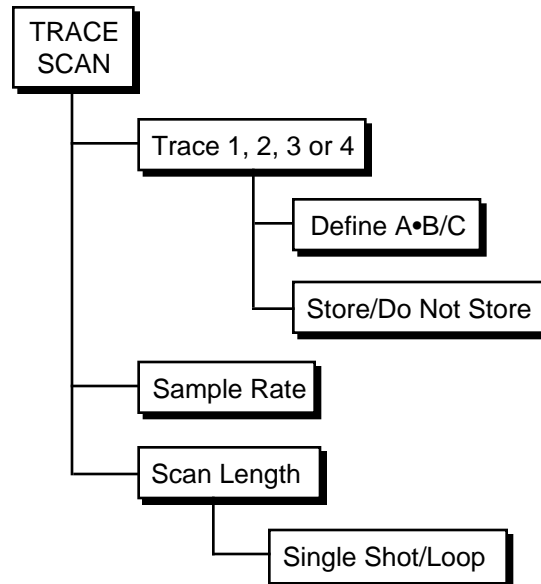 TRACE
SCAN
Trace 1, 2, 3 or 4
Define A•B/C
Store/Do Not Store
Sample Rate
Scan Length
Single Shot/Loop